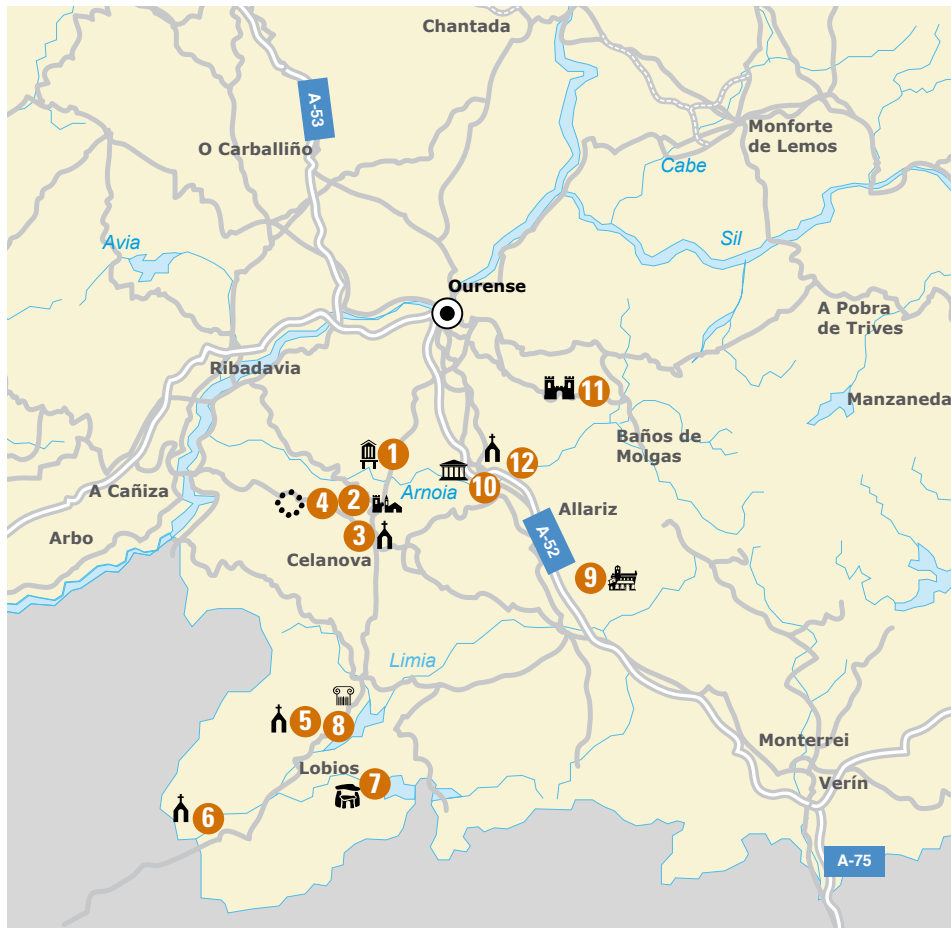 Chantada
A-53
Monforte
de Lemos
O Carballiño
Cabe
Avia
Sil
Ourense
A Pobra
de Trives
Ribadavia
11
Manzaneda
Baños de
Molgas
1
12
10
A Cañiza
Arnoia
4
2
Allariz
Arbo
3
A-52
Celanova
9
Limia
5
8
Monterrei
Lobios
7
Verín
6
A-75